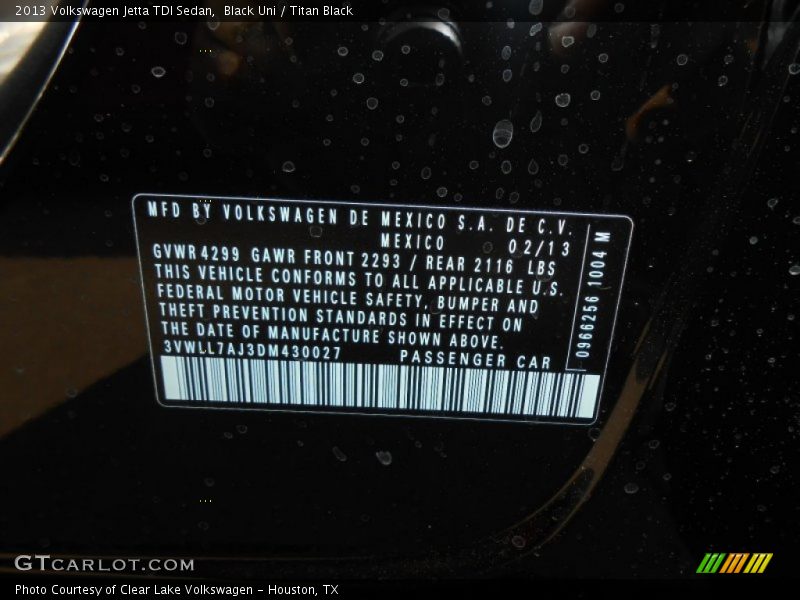 2013 Volkswagen Jetta TDI Sedan, Black Uni / Titan Black
MFD BY VOLKSWAGEN DE MEXICO S.A. DE C.V.
MEXICO 02/13
GVWR 4299 GAWR FRONT 2293 / REAR 2116 LBS
THIS VEHICLE CONFORMS TO ALL APPLICABLE U.S.
FEDERAL MOTOR VEHICLE SAFETY, BUMPER AND
THEFT PREVENTION STANDARDS IN EFFECT ON
THE DATE OF MANUFACTURE SHOWN ABOVE.
3VWLL7AJ3DM430027 PASSENGER CAR
0966256 1004 M
GTCARLOT.COM
Photo Courtesy of Clear Lake Volkswagen - Houston, TX